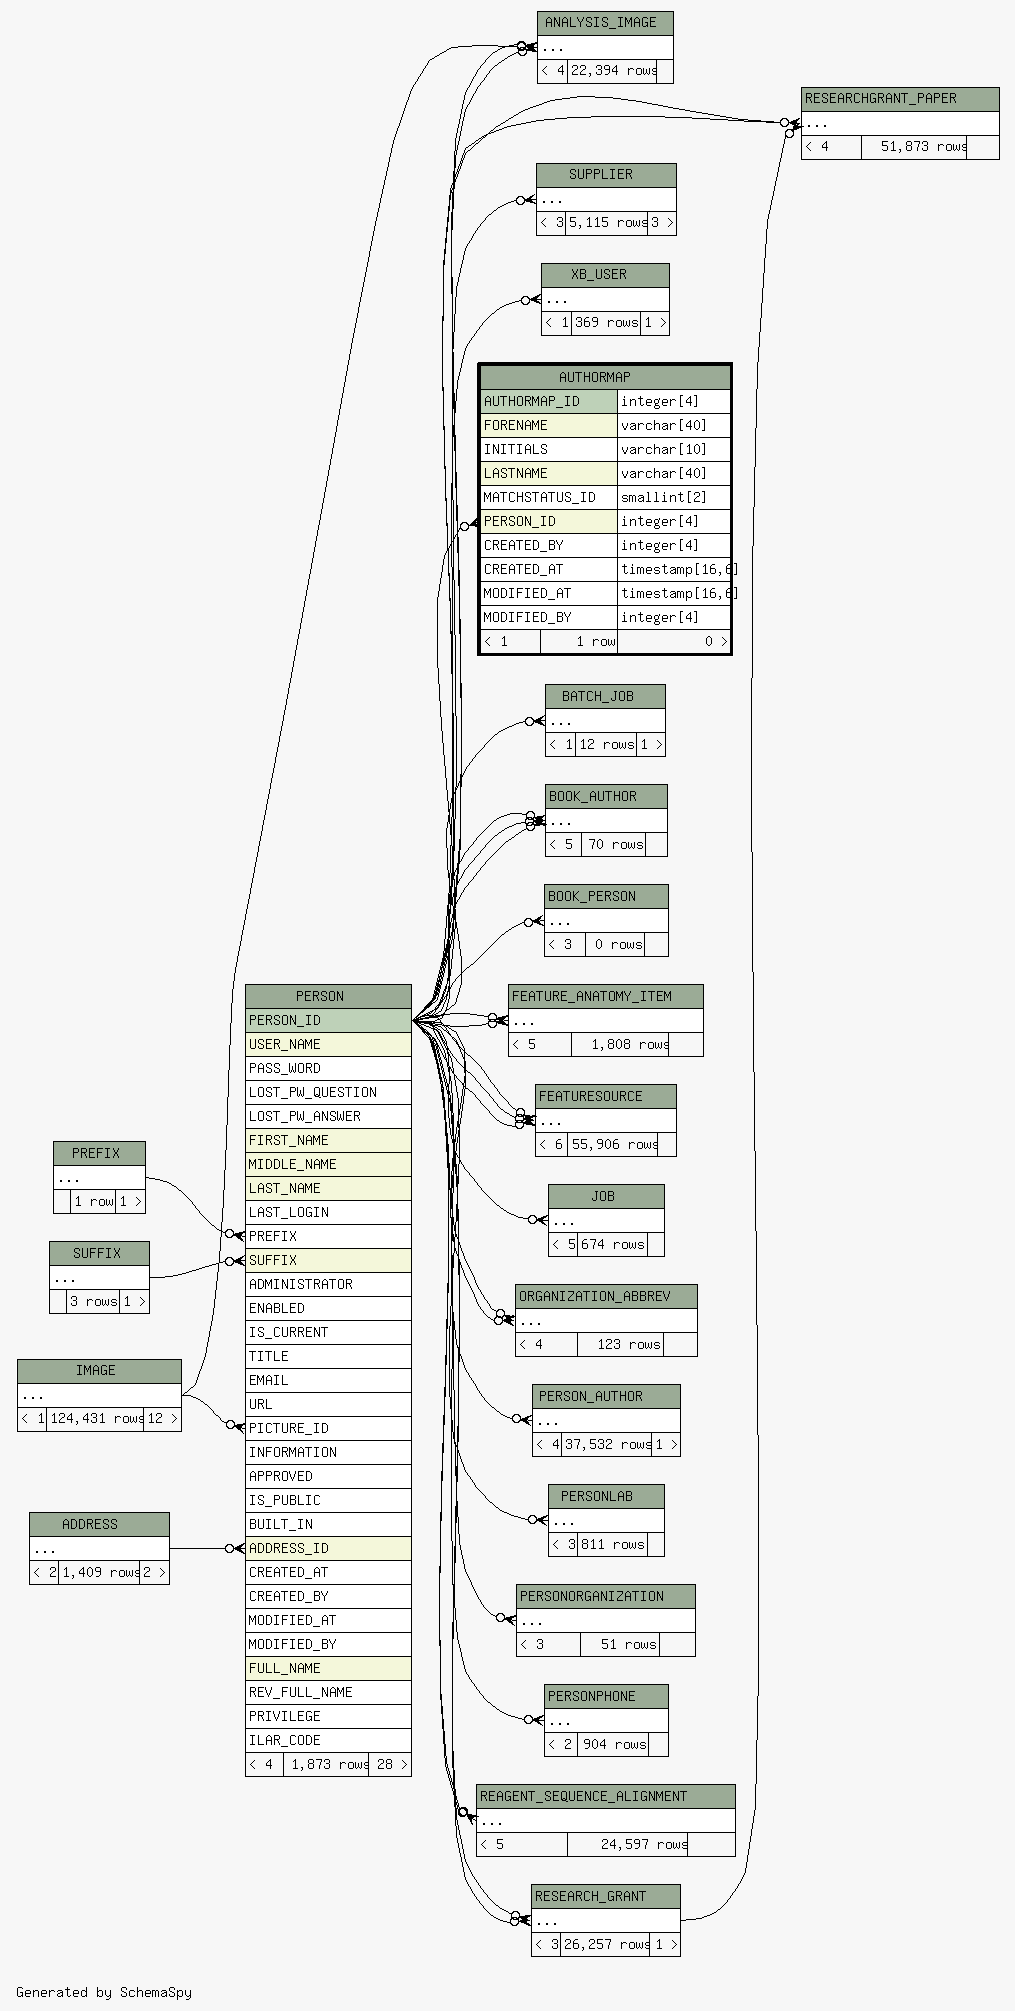 ANALYSIS_IMAGE
...
< 4 22,394 rows
RESEARCHGRANT_PAPER
...
< 4 51,873 rows
SUPPLIER
...
< 3 5,115 rows 3 >
XB_USER
...
< 1 369 rows 1 >
AUTHORMAP
AUTHORMAP_ID integer[4]
FORENAME varchar[40]
INITIALS varchar[10]
LASTNAME varchar[40]
MATCHSTATUS_ID smallint[2]
PERSON_ID integer[4]
CREATED_BY integer[4]
CREATED_AT timestamp[16,6]
MODIFIED_AT timestamp[16,6]
MODIFIED_BY integer[4]
< 1 1 row 0 >
BATCH_JOB
...
< 1 12 rows 1 >
BOOK_AUTHOR
...
< 5 70 rows
BOOK_PERSON
...
< 3 0 rows
PERSON
PERSON_ID
USER_NAME
PASS_WORD
LOST_PW_QUESTION
LOST_PW_ANSWER
FIRST_NAME
MIDDLE_NAME
LAST_NAME
LAST_LOGIN
PREFIX
SUFFIX
ADMINISTRATOR
ENABLED
IS_CURRENT
TITLE
EMAIL
URL
PICTURE_ID
INFORMATION
APPROVED
IS_PUBLIC
BUILT_IN
ADDRESS_ID
CREATED_AT
CREATED_BY
MODIFIED_AT
MODIFIED_BY
FULL_NAME
REV_FULL_NAME
PRIVILEGE
ILAR_CODE
< 4 1,873 rows 28 >
FEATURE_ANATOMY_ITEM
...
< 5 1,808 rows
FEATURESOURCE
...
< 6 55,906 rows
PREFIX
...
1 row 1 >
JOB
...
< 5 674 rows
SUFFIX
...
3 rows 1 >
ORGANIZATION_ABBREV
...
< 4 123 rows
IMAGE
...
< 1 124,431 rows 12 >
PERSON_AUTHOR
...
< 4 37,532 rows 1 >
PERSONLAB
...
< 3 811 rows
ADDRESS
...
< 2 1,409 rows 2 >
PERSONORGANIZATION
...
< 3 51 rows
PERSONPHONE
...
< 2 904 rows
REAGENT_SEQUENCE_ALIGNMENT
...
< 5 24,597 rows
RESEARCH_GRANT
...
< 3 26,257 rows 1 >
Generated by SchemaSpy